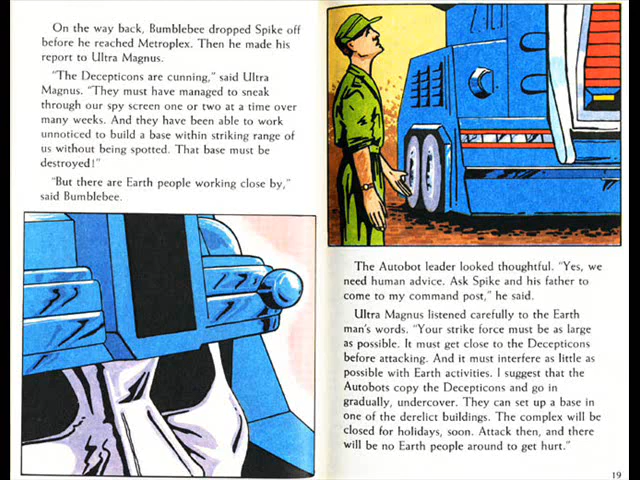 On the way back, Bumblebee dropped Spike off
before he reached Metroplex. Then he made his
report to Ultra Magnus.
"The Decepticons are cunning," said Ultra
Magnus. "They must have managed to sneak
through our spy screen one or two at a time over
many weeks. And they have been able to work
unnoticed to build a base within striking range of
us without being spotted. That base must be
destroyed!"
"But there are Earth people working close by,"
said Bumblebee.
The Autobot leader looked thoughtful. "Yes, we
need human advice. Ask Spike and his father to
come to my command post," he said.
Ultra Magnus listened carefully to the Earth
man's words. "Your strike force must be as large
as possible. It must get close to the Decepticons
before attacking. And it must interfere as little as
possible with Earth activities. I suggest that the
Autobots copy the Decepticons and go in
gradually, undercover. They can set up a base in
one of the derelict buildings. The complex will be
closed for holidays, soon. Attack then, and there
will be no Earth people around to get hurt."
19